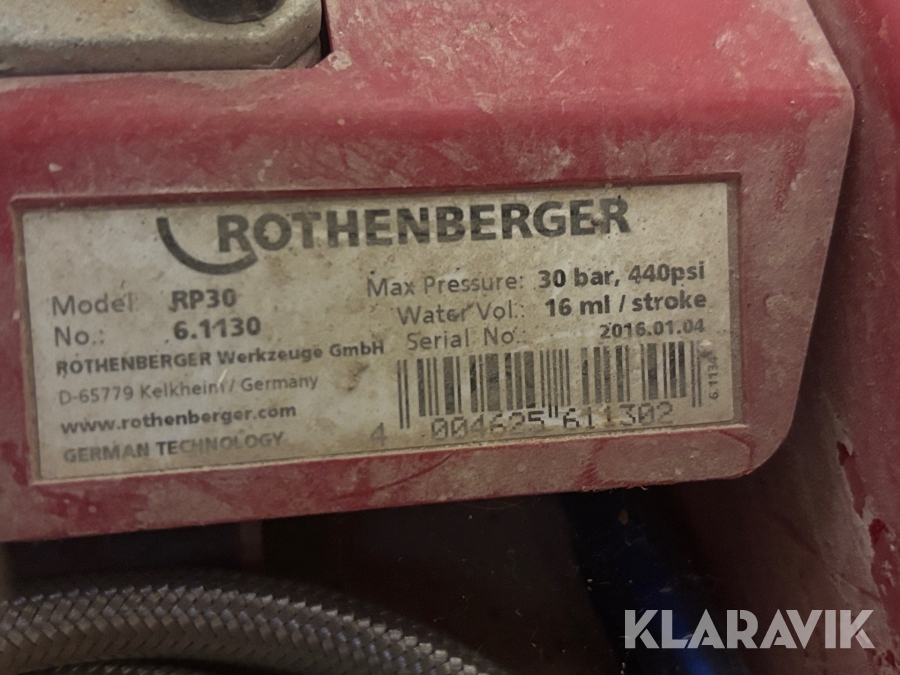 ROTHENBERGER
Model RP30
No.: 6.1130
Max Pressure: 30 bar, 440psi
Water Vol.: 16 ml / stroke
Serial No.: 2016.01.04
ROTHENBERGER Werkzeuge GmbH
D-65779 Kelkheim / Germany
www.rothenberger.com
GERMAN TECHNOLOGY
4 004625 611302
6.1134
KLARAVIK